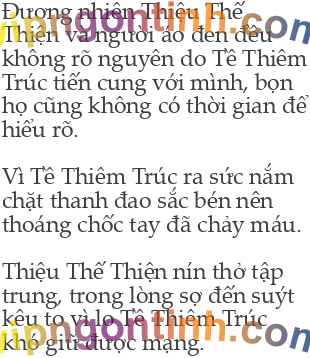 Đương nhiên Thiệu Thế
Thiện và người áo đen đều
không rõ nguyên do Tề Thiêm
Trúc tiến cung với mình, bọn
họ cũng không có thời gian để
hiểu rõ.
Vì Tề Thiêm Trúc ra sức nắm
chặt thanh đao sắc bén nên
thoáng chốc tay đã chảy máu.
Thiệu Thế Thiện nín thở tập
trung, trong lòng sợ đến suýt
kêu to vì lo Tề Thiêm Trúc
khó giữ được mạng.
vipngontinh.com
vipngontinh.com